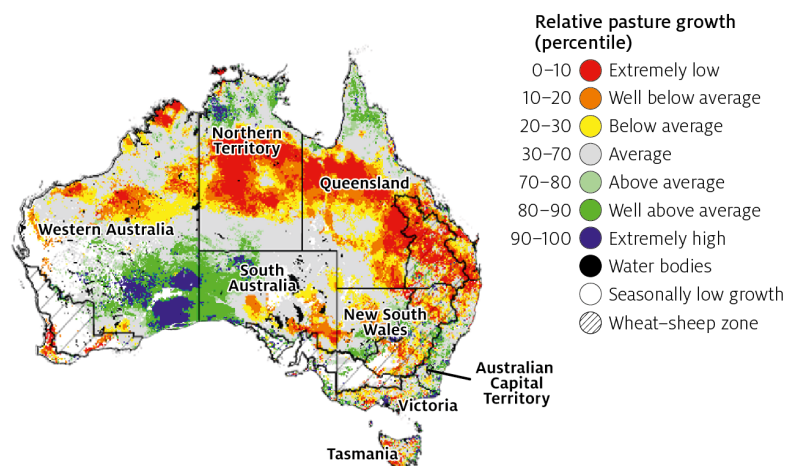 Relative pasture growth
(percentile)
0–10 Extremely low
10–20 Well below average
20–30 Below average
30–70 Average
70–80 Above average
80–90 Well above average
90–100 Extremely high
Water bodies
Seasonally low growth
Wheat–sheep zone
Northern
Territory
Queensland
Western Australia
South
Australia
New South
Wales
Australian
Capital
Territory
Victoria
Tasmania